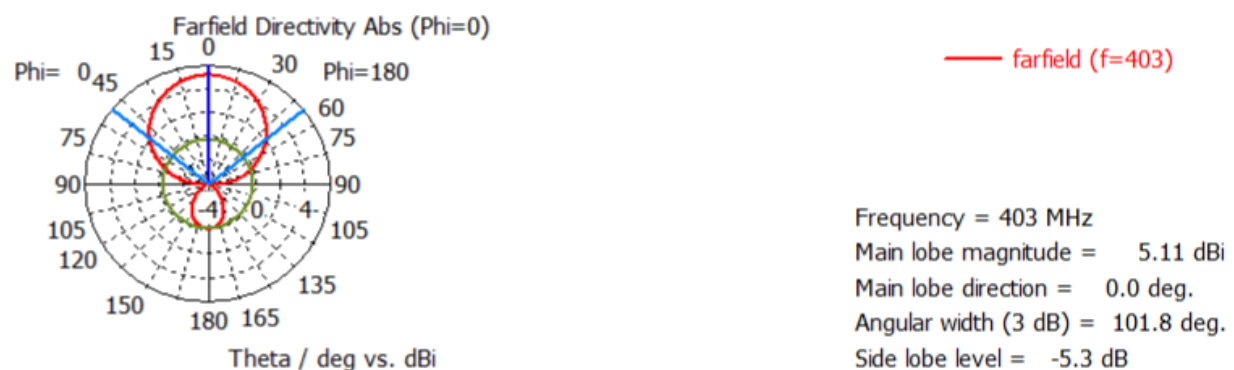 Farfield Directivity Abs (Phi=0)
Phi= 0
Phi=180
0
15
30
45
60
75
75
90
90
105
105
120
135
150
165
180
-4
0
4
Theta / deg vs. dBi
farfield (f=403)
Frequency = 403 MHz
Main lobe magnitude = 5.11 dBi
Main lobe direction = 0.0 deg.
Angular width (3 dB) = 101.8 deg.
Side lobe level = -5.3 dB